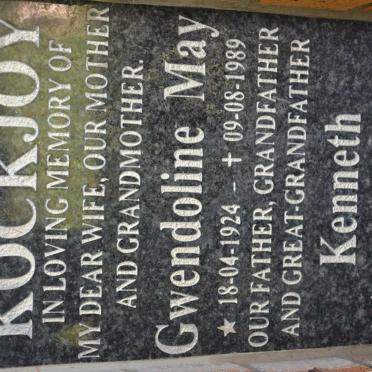 KOCKJOY
IN LOVING MEMORY OF
MY DEAR WIFE, OUR MOTHER
AND GRANDMOTHER.
Gwendoline May
★ 18-04-1924 - ✝ 09-08-1989
OUR FATHER, GRANDFATHER
AND GREAT-GRANDFATHER
Kenneth